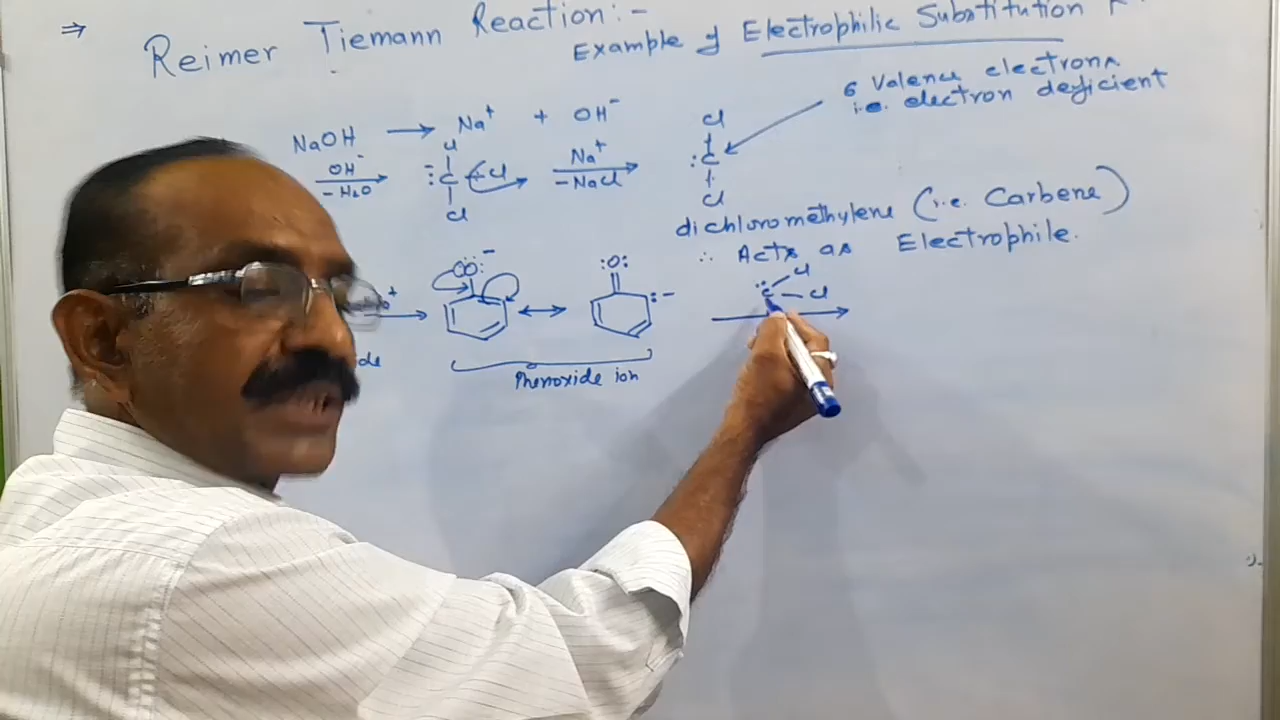 ⇒ Reimer Tiemann Reaction:-
Example of Electrophilic Substitution
NaOH ⟶ Na⁺ + OH⁻
6 Valence electrons
i.e. electron deficient
OH⁻
-H₂O
Cl
:C-Cl
Cl
Na⁺
-NaCl
Cl
:C
Cl
dichloromethylene (i.e. Carbene)
∴ Acts as Electrophile.
:Ö:⁻
:O:
:⁻
:C-Cl
Cl
Phenoxide ion